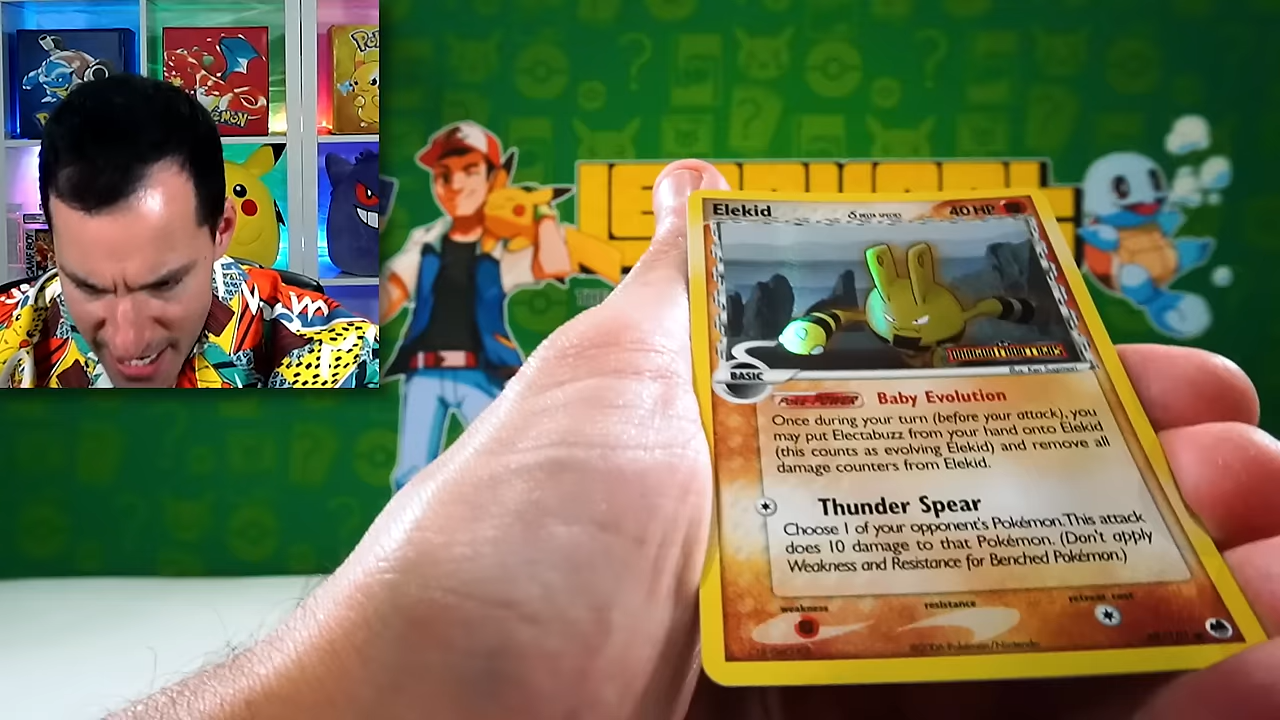 Elekid
δ DELTA SPECIES
40 HP
BASIC
POKé-POWER Baby Evolution
Once during your turn (before your attack), you
may put Electabuzz from your hand onto Elekid
(this counts as evolving Elekid) and remove all
damage counters from Elekid.
Thunder Spear
Choose 1 of your opponent's Pokémon. This attack
does 10 damage to that Pokémon. (Don't apply
Weakness and Resistance for Benched Pokémon.)
weakness
resistance
retreat cost
©2006 Pokémon/Nintendo